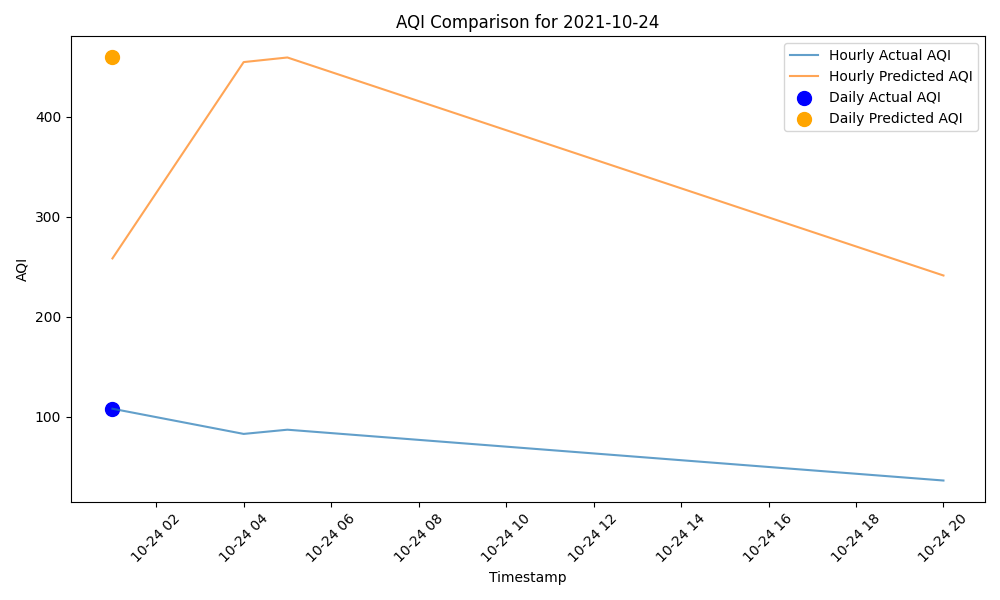 AQI Comparison for 2021-10-24
Hourly Actual AQI
Hourly Predicted AQI
Daily Actual AQI
Daily Predicted AQI
400
300
200
100
AQI
10-24 02
10-24 04
10-24 06
10-24 08
10-24 10
10-24 12
10-24 14
10-24 16
10-24 18
10-24 20
Timestamp